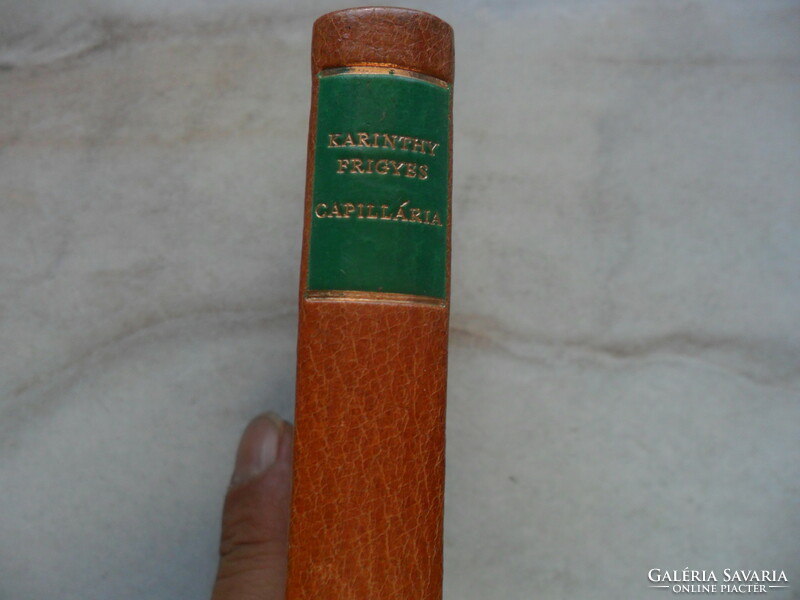 KARINTHY
FRIGYES
CAPILLÁRIA
GALÉRIA SAVARIA
ONLINE PIACTÉR